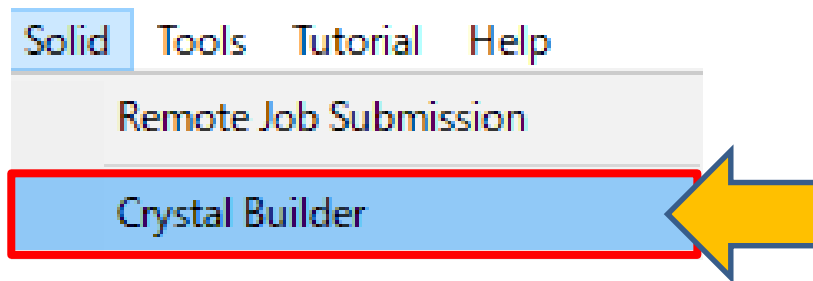 Solid Tools Tutorial Help
Remote Job Submission
Crystal Builder